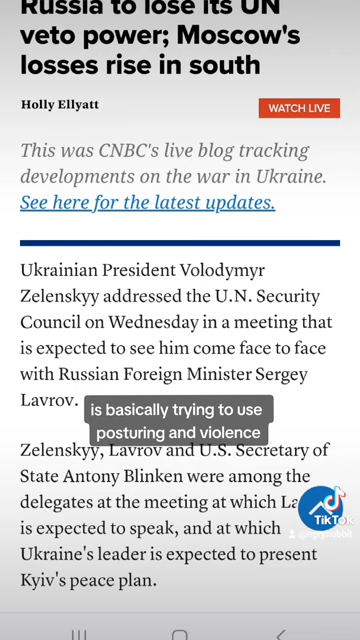 Russia to lose its UN
veto power; Moscow's
losses rise in south
Holly Ellyatt
WATCH LIVE
This was CNBC's live blog tracking
developments on the war in Ukraine.
See here for the latest updates.
Ukrainian President Volodymyr
Zelenskyy addressed the U.N. Security
Council on Wednesday in a meeting that
is expected to see him come face to face
with Russian Foreign Minister Sergey
Lavrov.
is basically trying to use
posturing and violence
Zelenskyy, Lavrov and U.S. Secretary of
State Antony Blinken were among the
delegates at the meeting at which
is expected to speak, and at which
Ukraine's leader is expected to present
Kyiv's peace plan.
TikTok